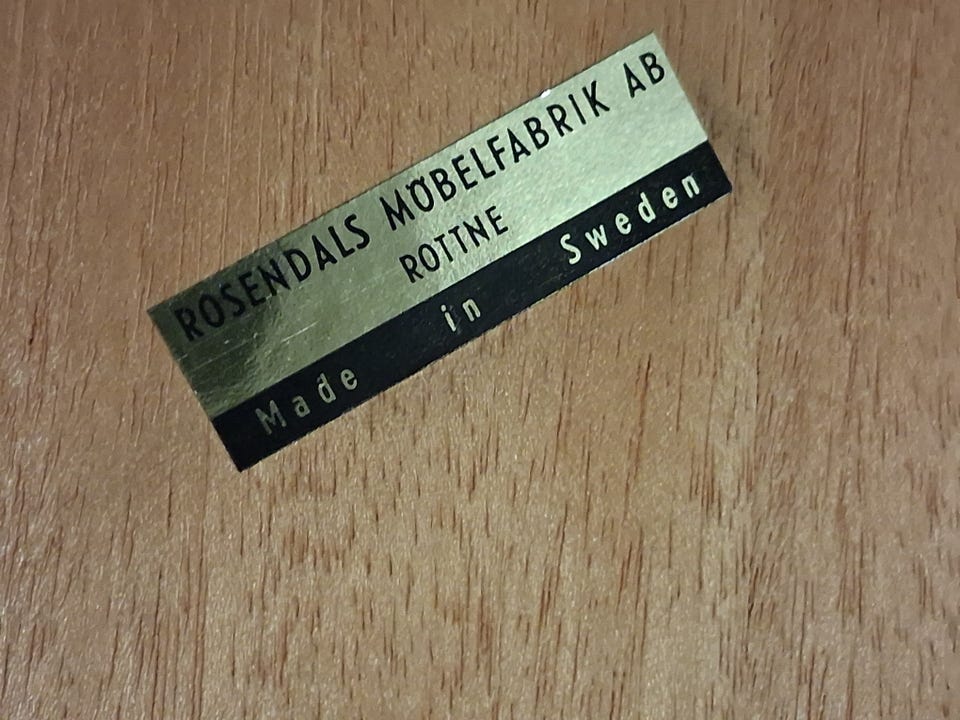 ROSENDALS MÖBELFABRIK AB
ROTTNE
Made in Sweden